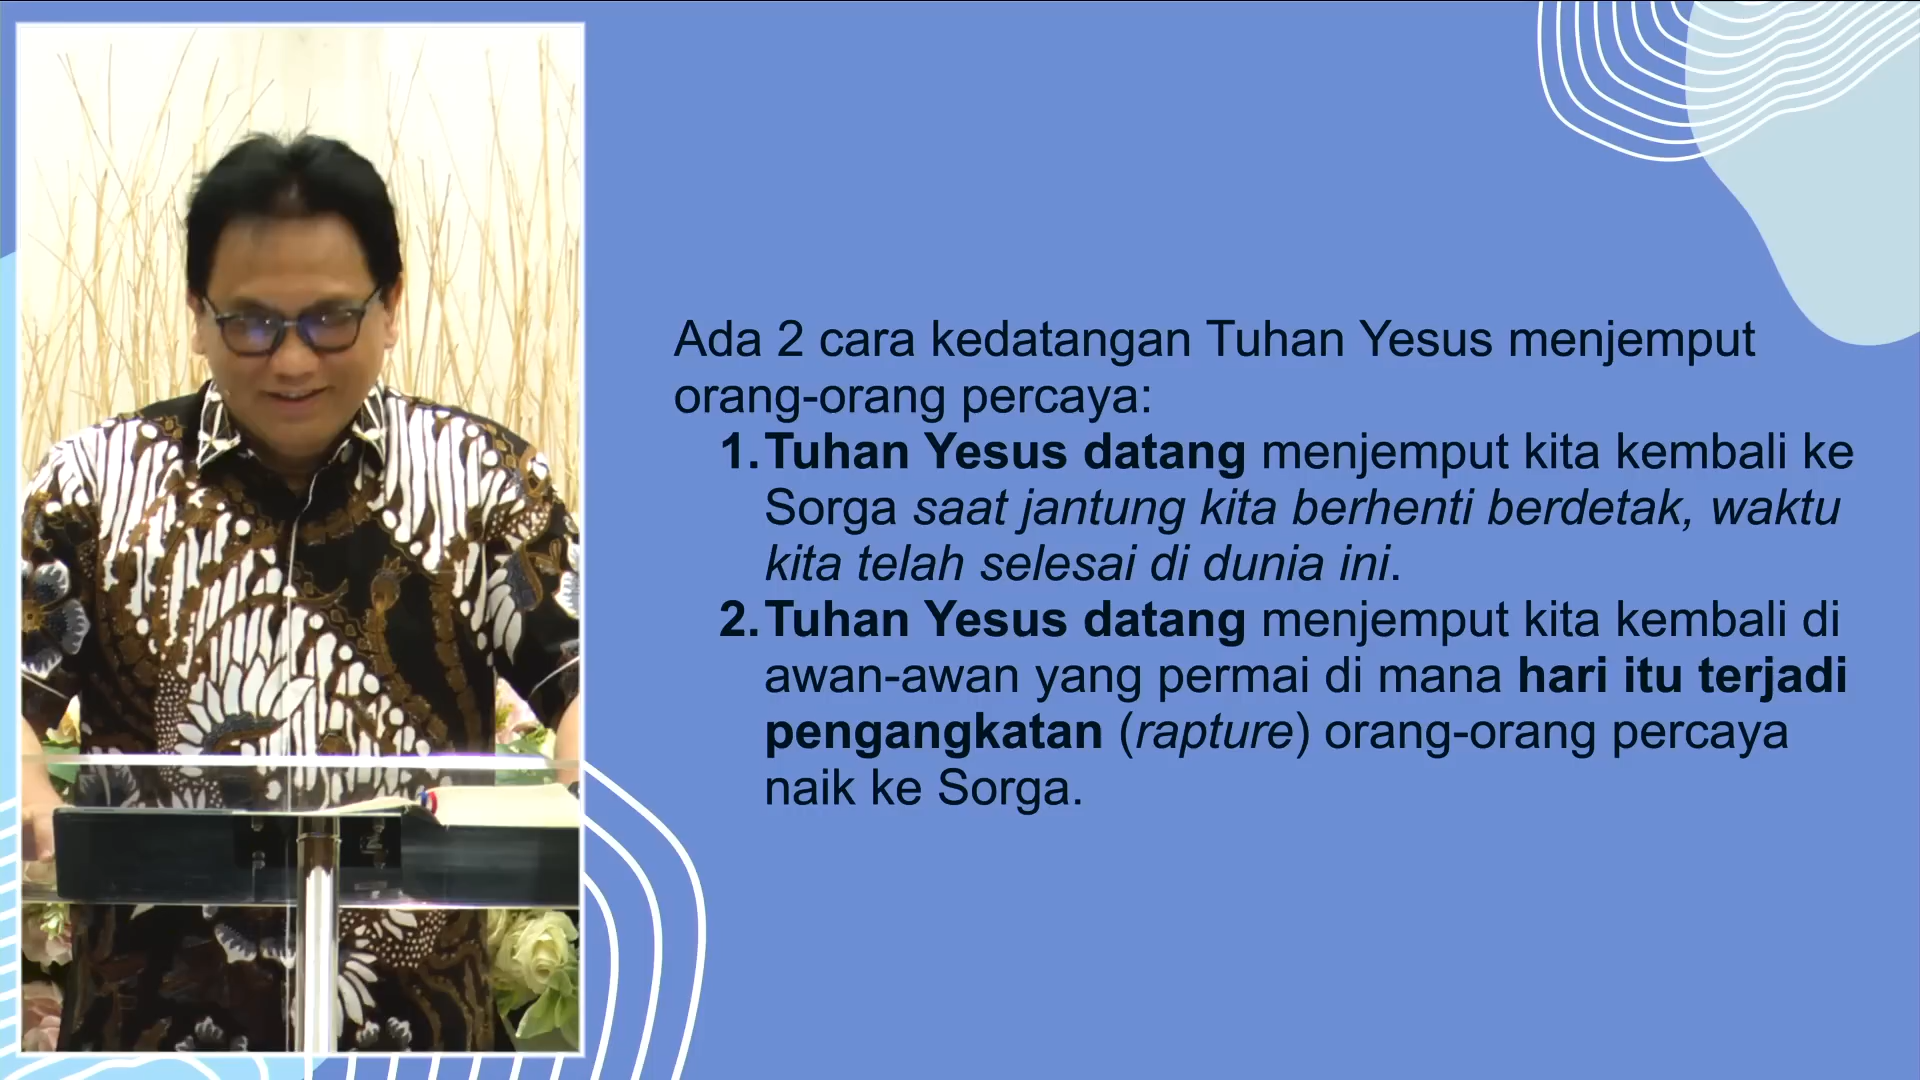 Ada 2 cara kedatangan Tuhan Yesus menjemput
orang-orang percaya:
1. Tuhan Yesus datang menjemput kita kembali ke
Sorga saat jantung kita berhenti berdetak, waktu
kita telah selesai di dunia ini.
2. Tuhan Yesus datang menjemput kita kembali di
awan-awan yang permai di mana hari itu terjadi
pengangkatan (rapture) orang-orang percaya
naik ke Sorga.